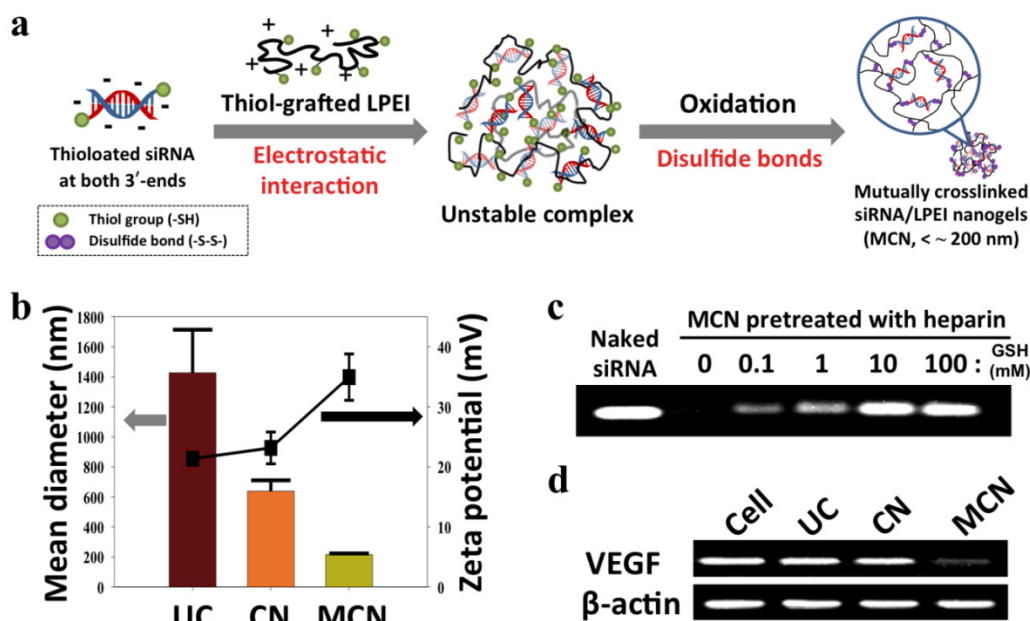 a
Thiol-grafted LPEI
Electrostatic
interaction
Thioloated siRNA
at both 3′-ends
Thiol group (-SH)
Disulfide bond (-S-S-)
Unstable complex
Oxidation
Disulfide bonds
Mutually crosslinked
siRNA/LPEI nanogels
(MCN, < ~ 200 nm)
b
Mean diameter (nm)
1800
1600
1400
1200
1000
800
600
400
200
0
Zeta potential (mV)
40
30
20
10
0
UC CN MCN
c
Naked
siRNA
MCN pretreated with heparin
0 0.1 1 10 100 : GSH
(mM)
d
Cell UC CN MCN
VEGF
β-actin